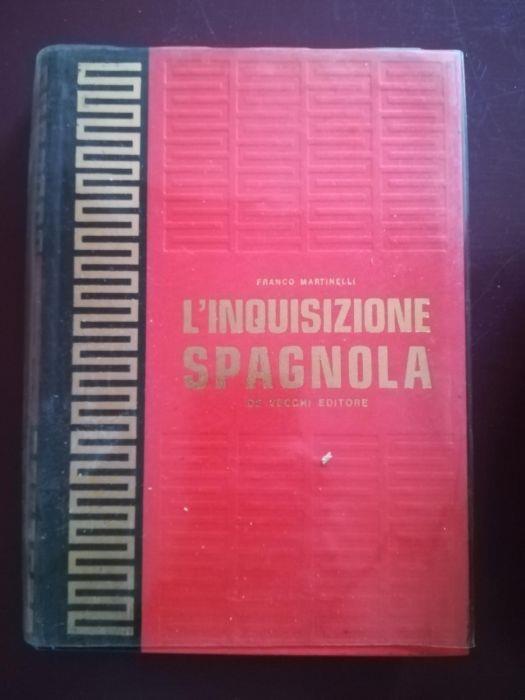 FRANCO MARTINELLI
L'INQUISIZIONE
SPAGNOLA
DE VECCHI EDITORE